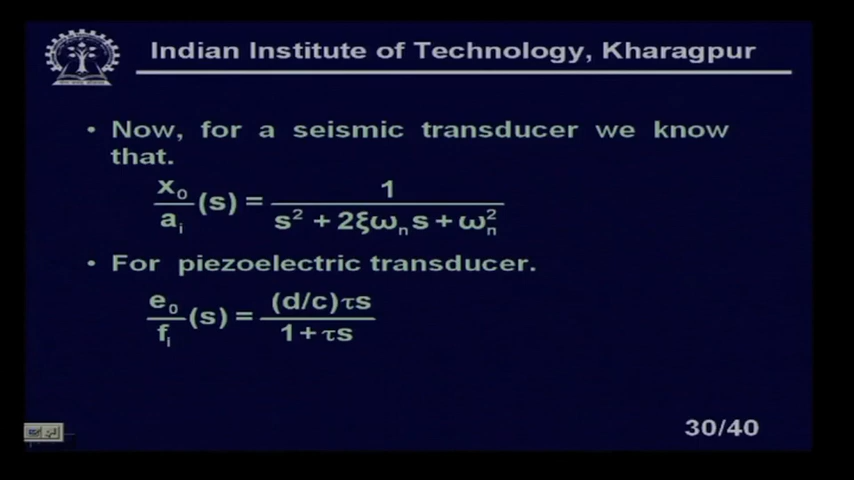 Indian Institute of Technology, Kharagpur
• Now, for a seismic transducer we know
that.
x₀/aᵢ (s) = 1/(s² + 2ξωₙs + ωₙ²)
• For piezoelectric transducer.
e₀/fᵢ (s) = (d/c)τs/(1 + τs)
30/40